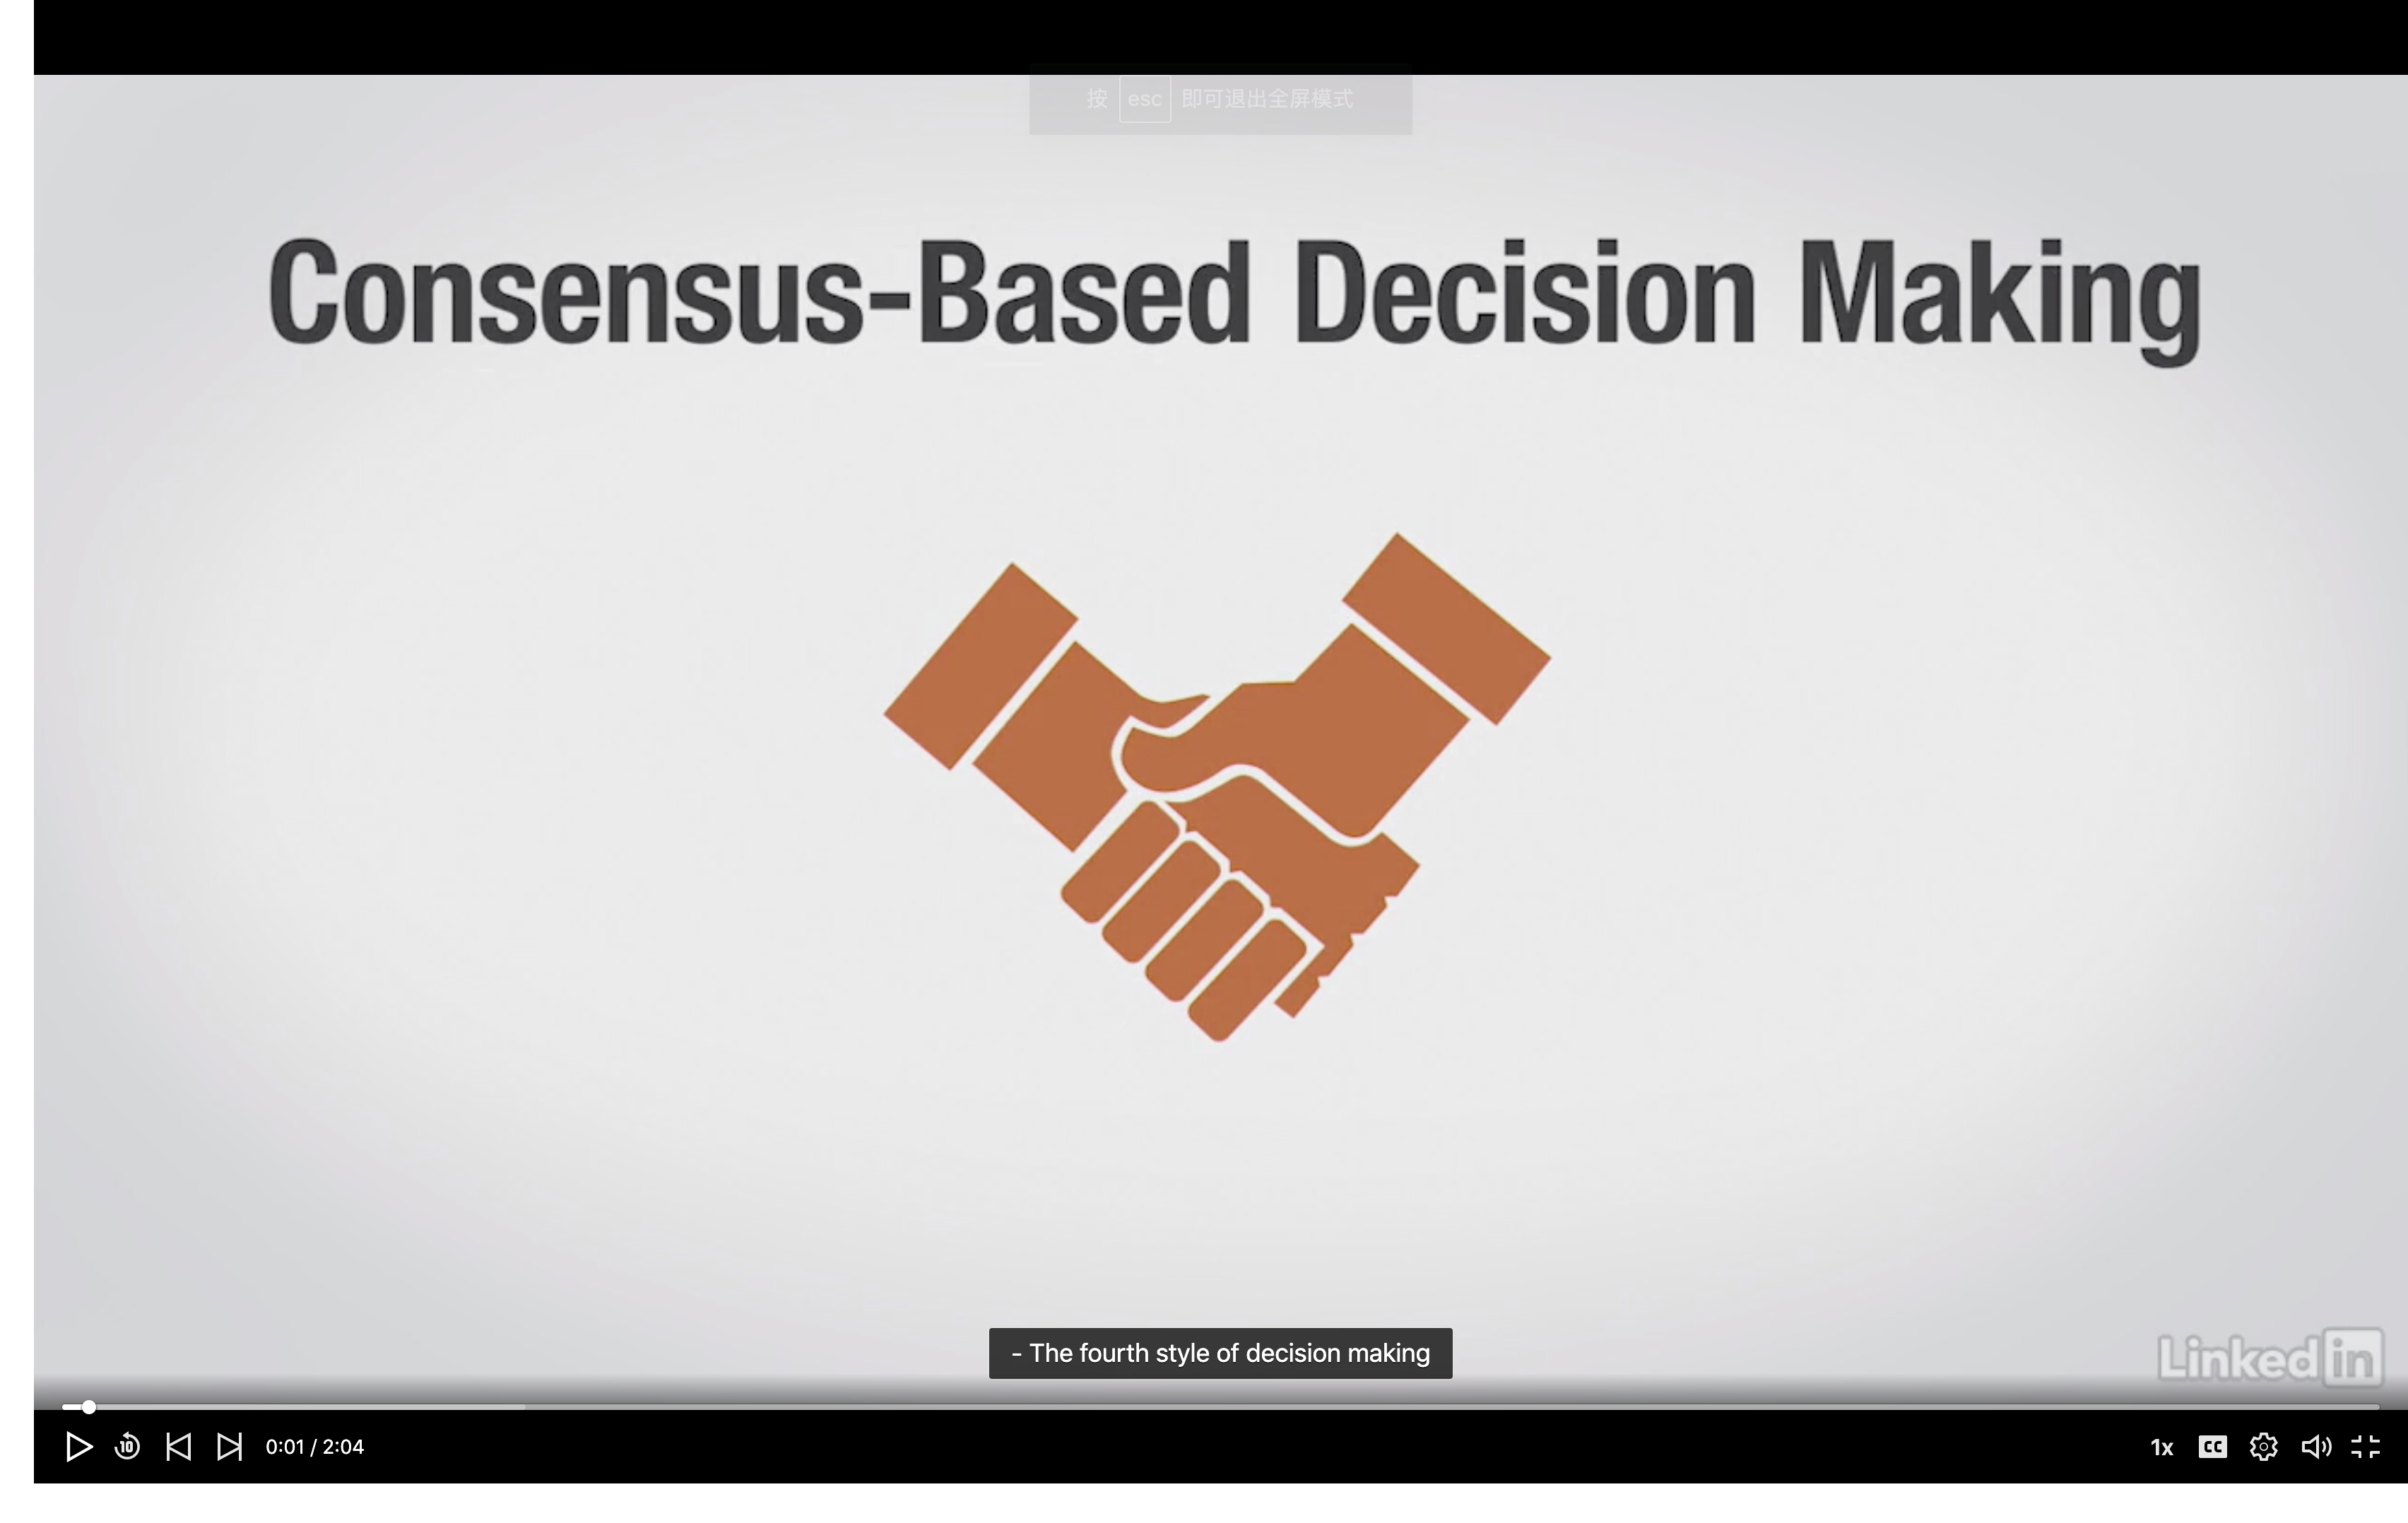 按 esc 即可退出全屏模式
Consensus-Based Decision Making
- The fourth style of decision making
Linked in
10 0:01 / 2:04 1x CC